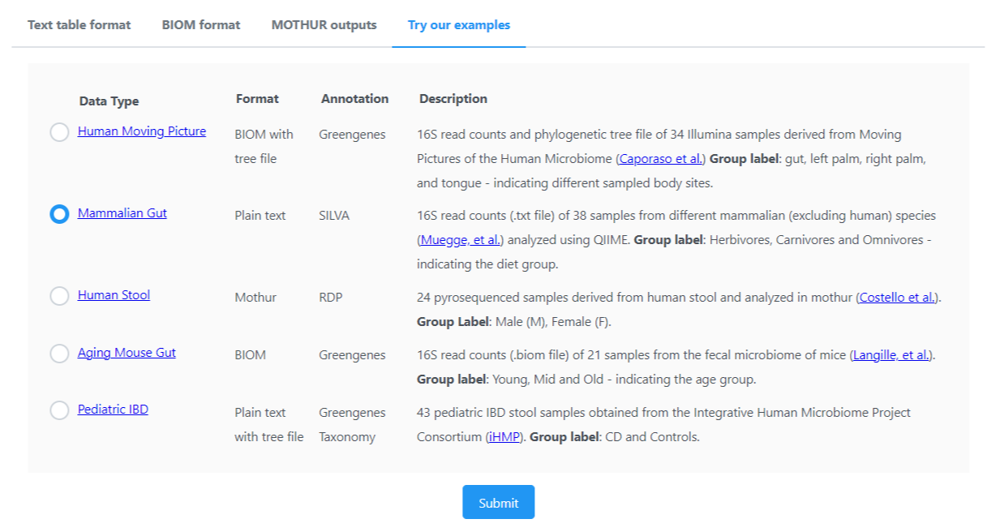 Text table format BIOM format MOTHUR outputs Try our examples
Data Type Format Annotation Description
Human Moving Picture BIOM with Greengenes 16S read counts and phylogenetic tree file of 34 Illumina samples derived from Moving
tree file Pictures of the Human Microbiome (Caporaso et al.) Group label: gut, left palm, right palm,
and tongue - indicating different sampled body sites.
Mammalian Gut Plain text SILVA 16S read counts (.txt file) of 38 samples from different mammalian (excluding human) species
(Muegge, et al.) analyzed using QIIME. Group label: Herbivores, Carnivores and Omnivores -
indicating the diet group.
Human Stool Mothur RDP 24 pyrosequenced samples derived from human stool and analyzed in mothur (Costello et al.).
Group Label: Male (M), Female (F).
Aging Mouse Gut BIOM Greengenes 16S read counts (.biom file) of 21 samples from the fecal microbiome of mice (Langille, et al.).
Group label: Young, Mid and Old - indicating the age group.
Pediatric IBD Plain text Greengenes 43 pediatric IBD stool samples obtained from the Integrative Human Microbiome Project
with tree file Taxonomy Consortium (iHMP). Group label: CD and Controls.
Submit